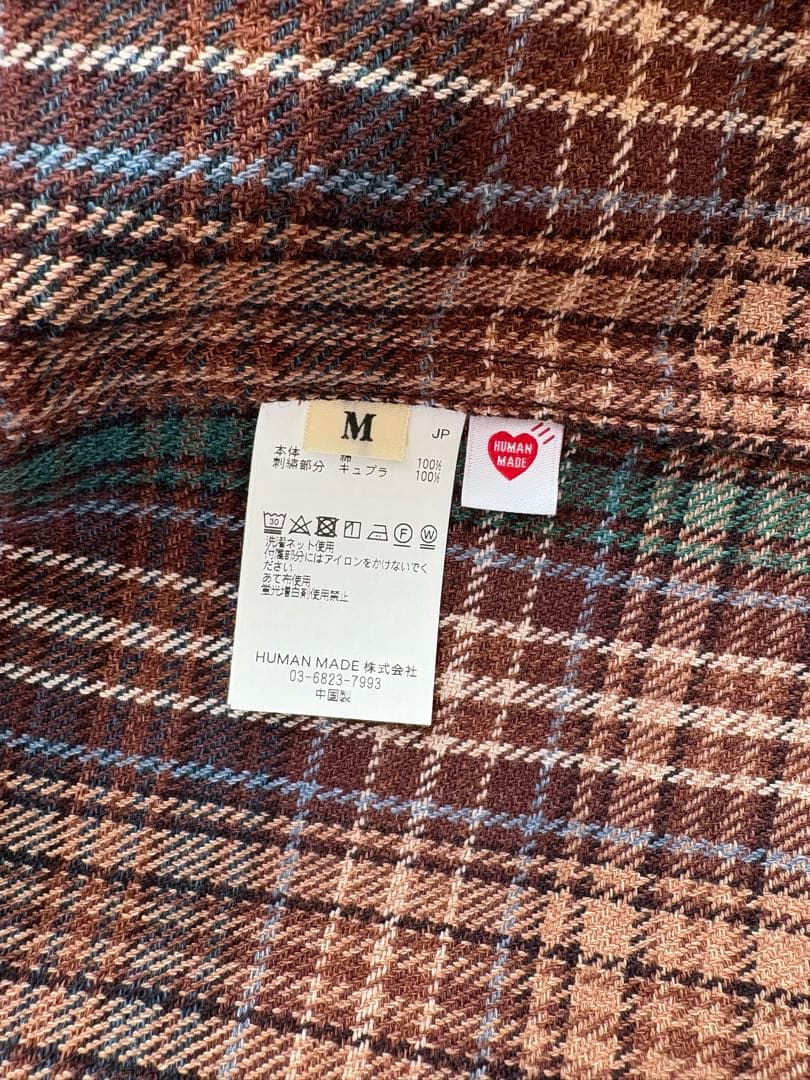 M
JP
本体 綿 100%
刺繍部分 キュプラ 100%
30
F
W
洗濯ネット使用
付属部分にはアイロンをかけないでく
ださい
あて布使用
蛍光増白剤使用禁止
HUMAN MADE 株式会社
03-6823-7993
中国製
HUMAN
MADE